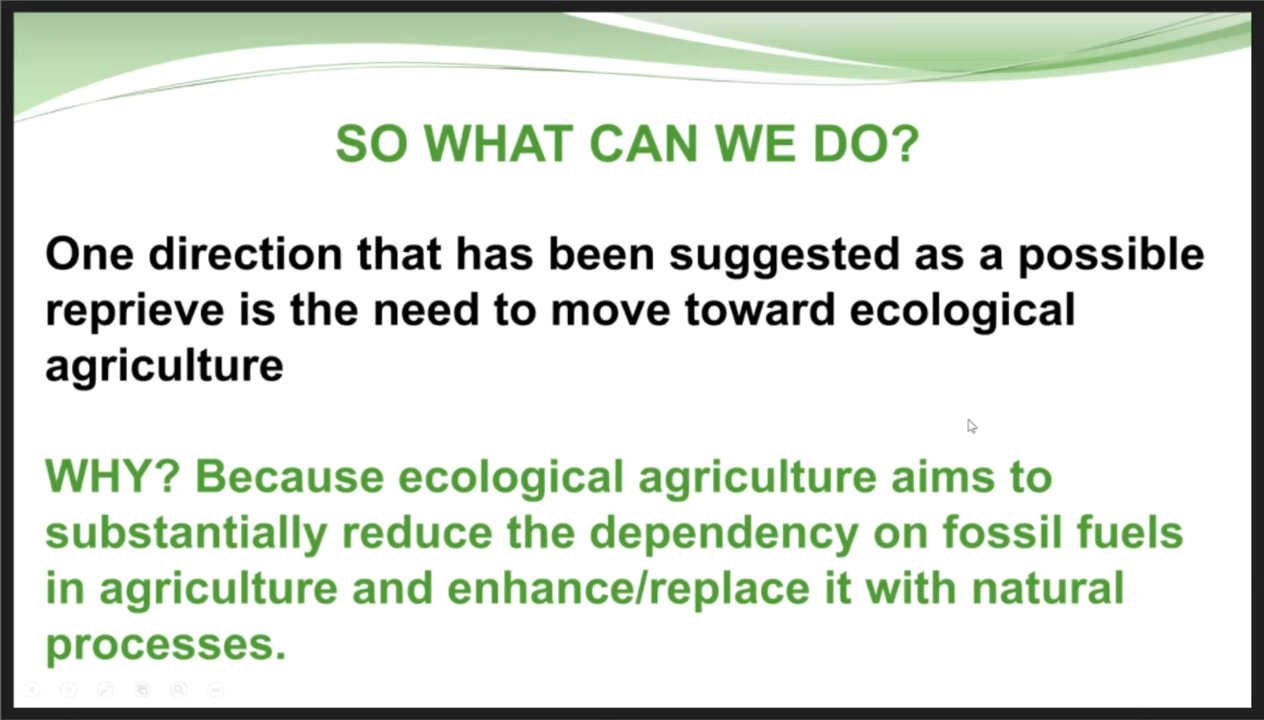 SO WHAT CAN WE DO?
One direction that has been suggested as a possible
reprieve is the need to move toward ecological
agriculture
WHY? Because ecological agriculture aims to
substantially reduce the dependency on fossil fuels
in agriculture and enhance/replace it with natural
processes.